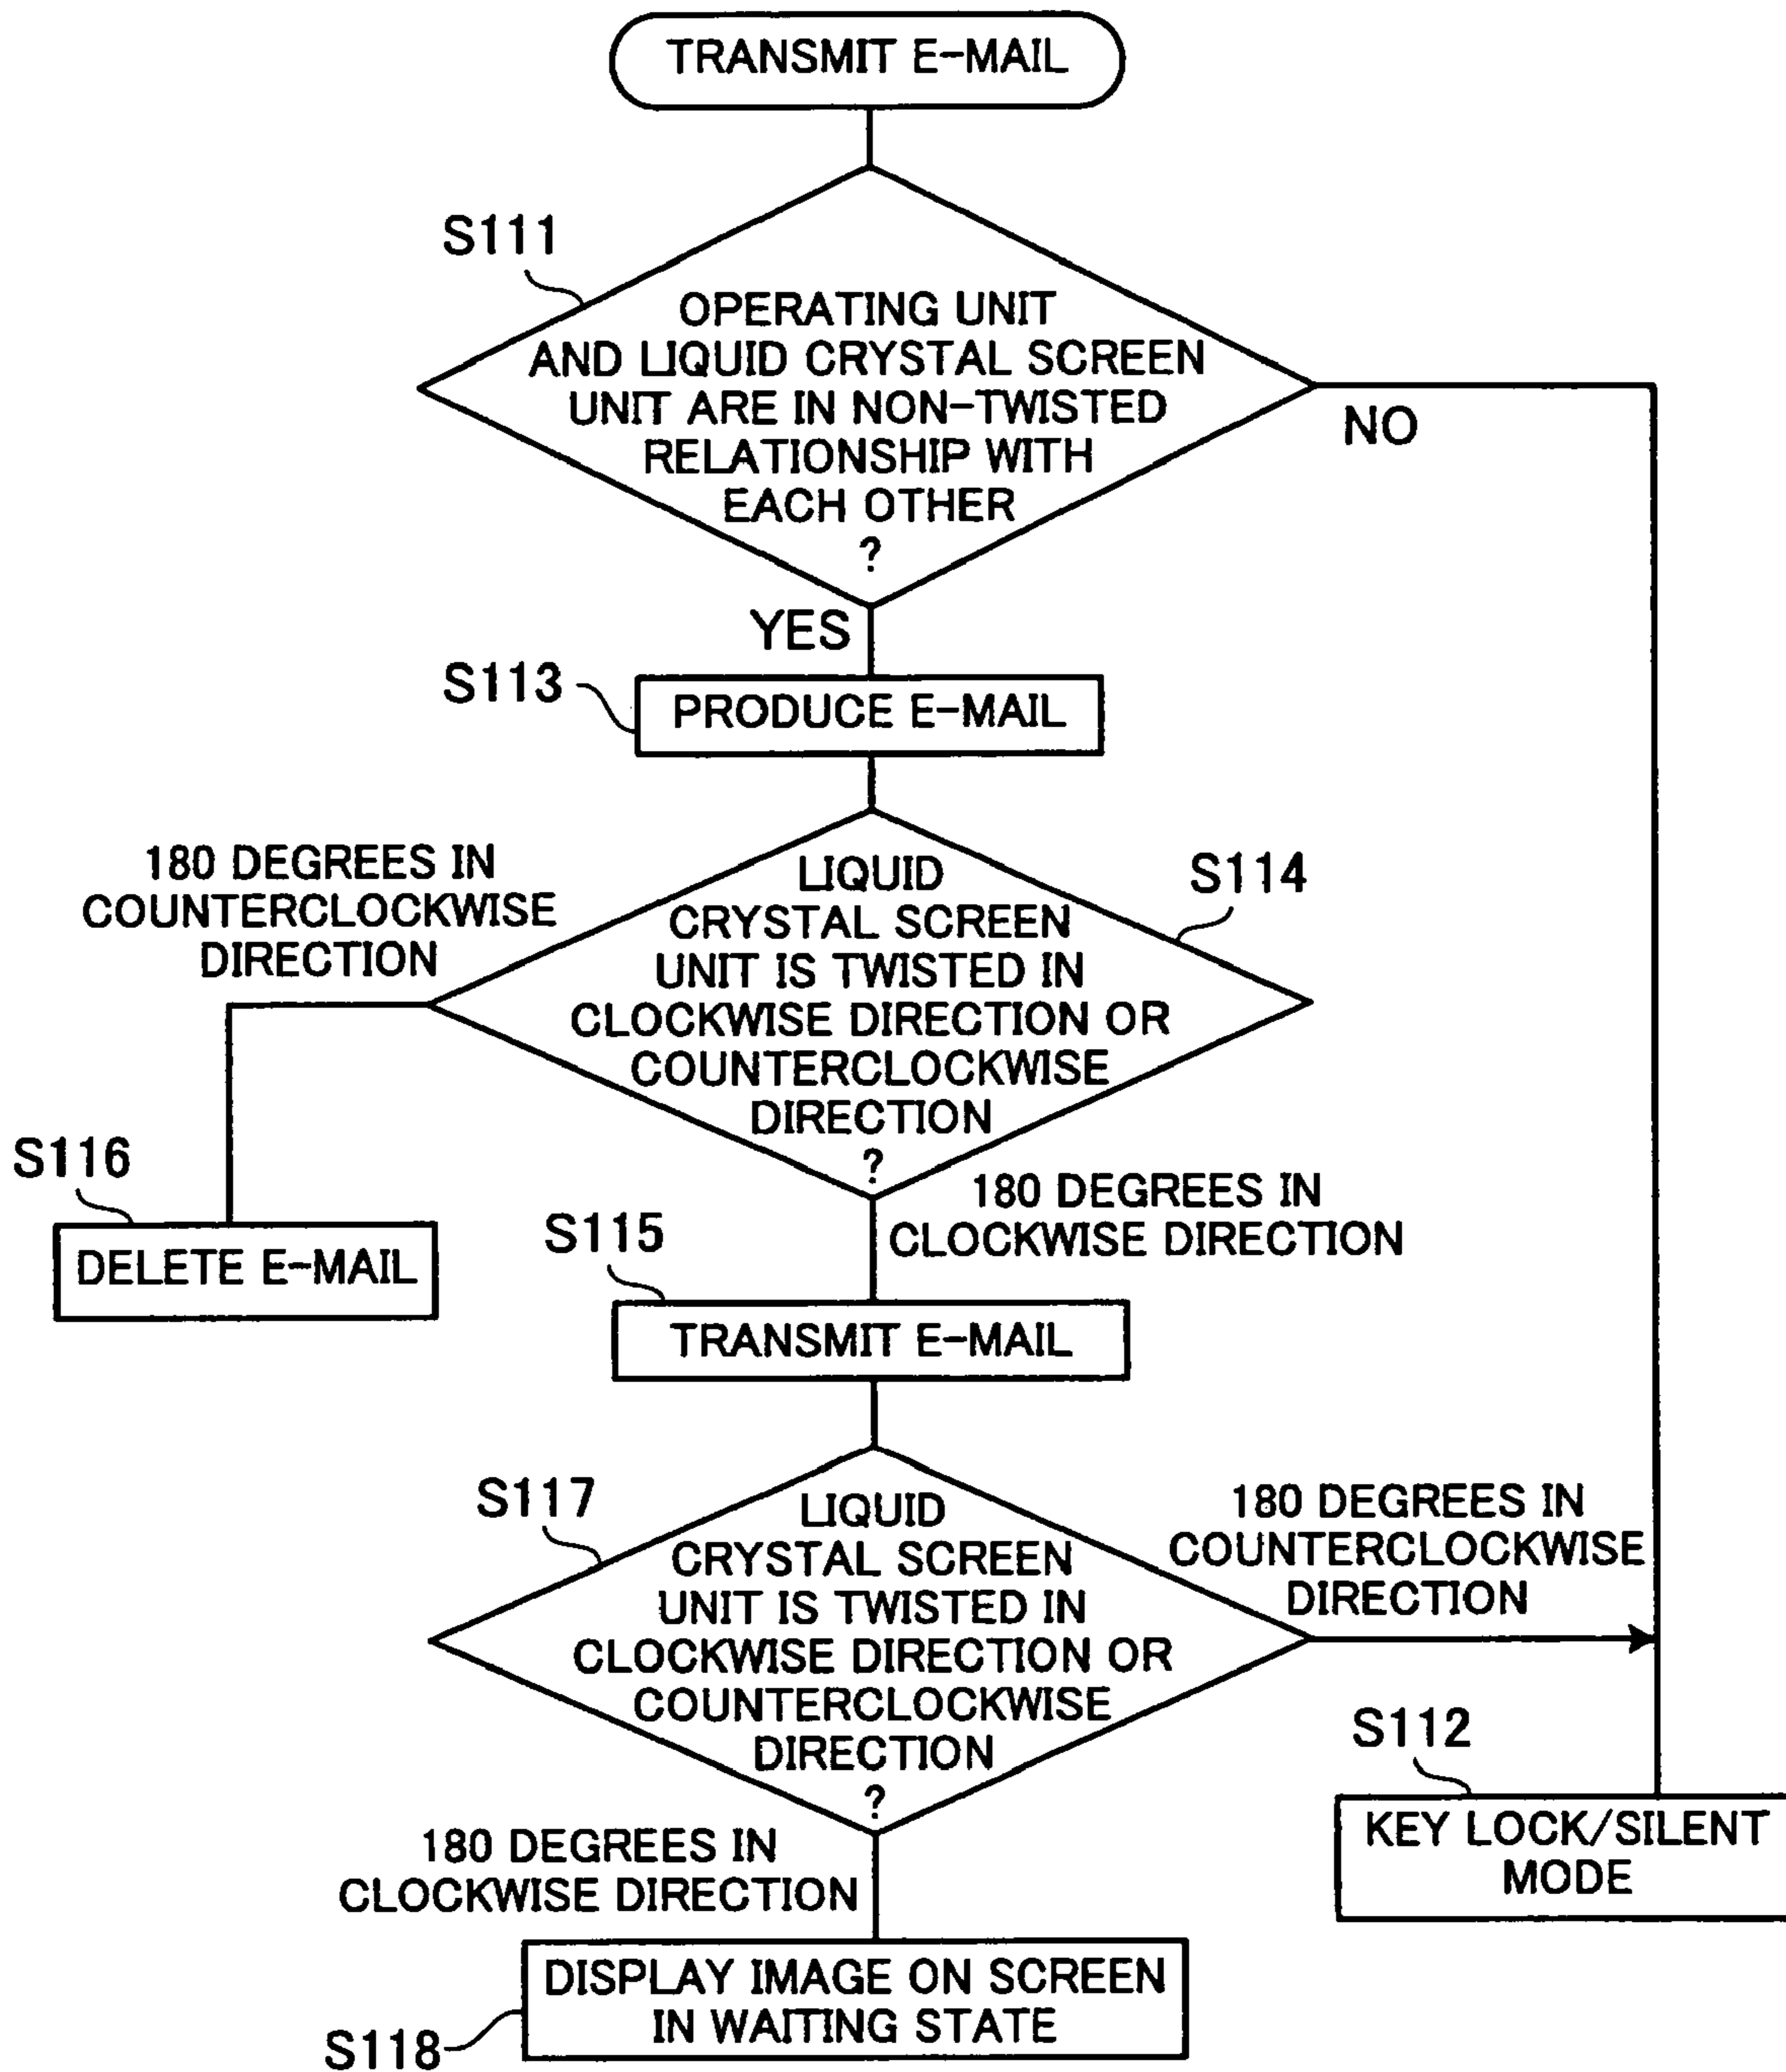 TRANSMIT E-MAIL
S111
OPERATING UNIT
AND LIQUID CRYSTAL SCREEN
UNIT ARE IN NON-TWISTED
RELATIONSHIP WITH
EACH OTHER
?
NO
YES
S113
PRODUCE E-MAIL
180 DEGREES IN
COUNTERCLOCKWISE
DIRECTION
S114
LIQUID
CRYSTAL SCREEN
UNIT IS TWISTED IN
CLOCKWISE DIRECTION OR
COUNTERCLOCKWISE
DIRECTION
?
S116
DELETE E-MAIL
180 DEGREES IN
CLOCKWISE DIRECTION
S115
TRANSMIT E-MAIL
S117
LIQUID
CRYSTAL SCREEN
UNIT IS TWISTED IN
CLOCKWISE DIRECTION OR
COUNTERCLOCKWISE
DIRECTION
?
180 DEGREES IN
COUNTERCLOCKWISE
DIRECTION
S112
KEY LOCK/SILENT
MODE
180 DEGREES IN
CLOCKWISE DIRECTION
DISPLAY IMAGE ON SCREEN
IN WAITING STATE
S118